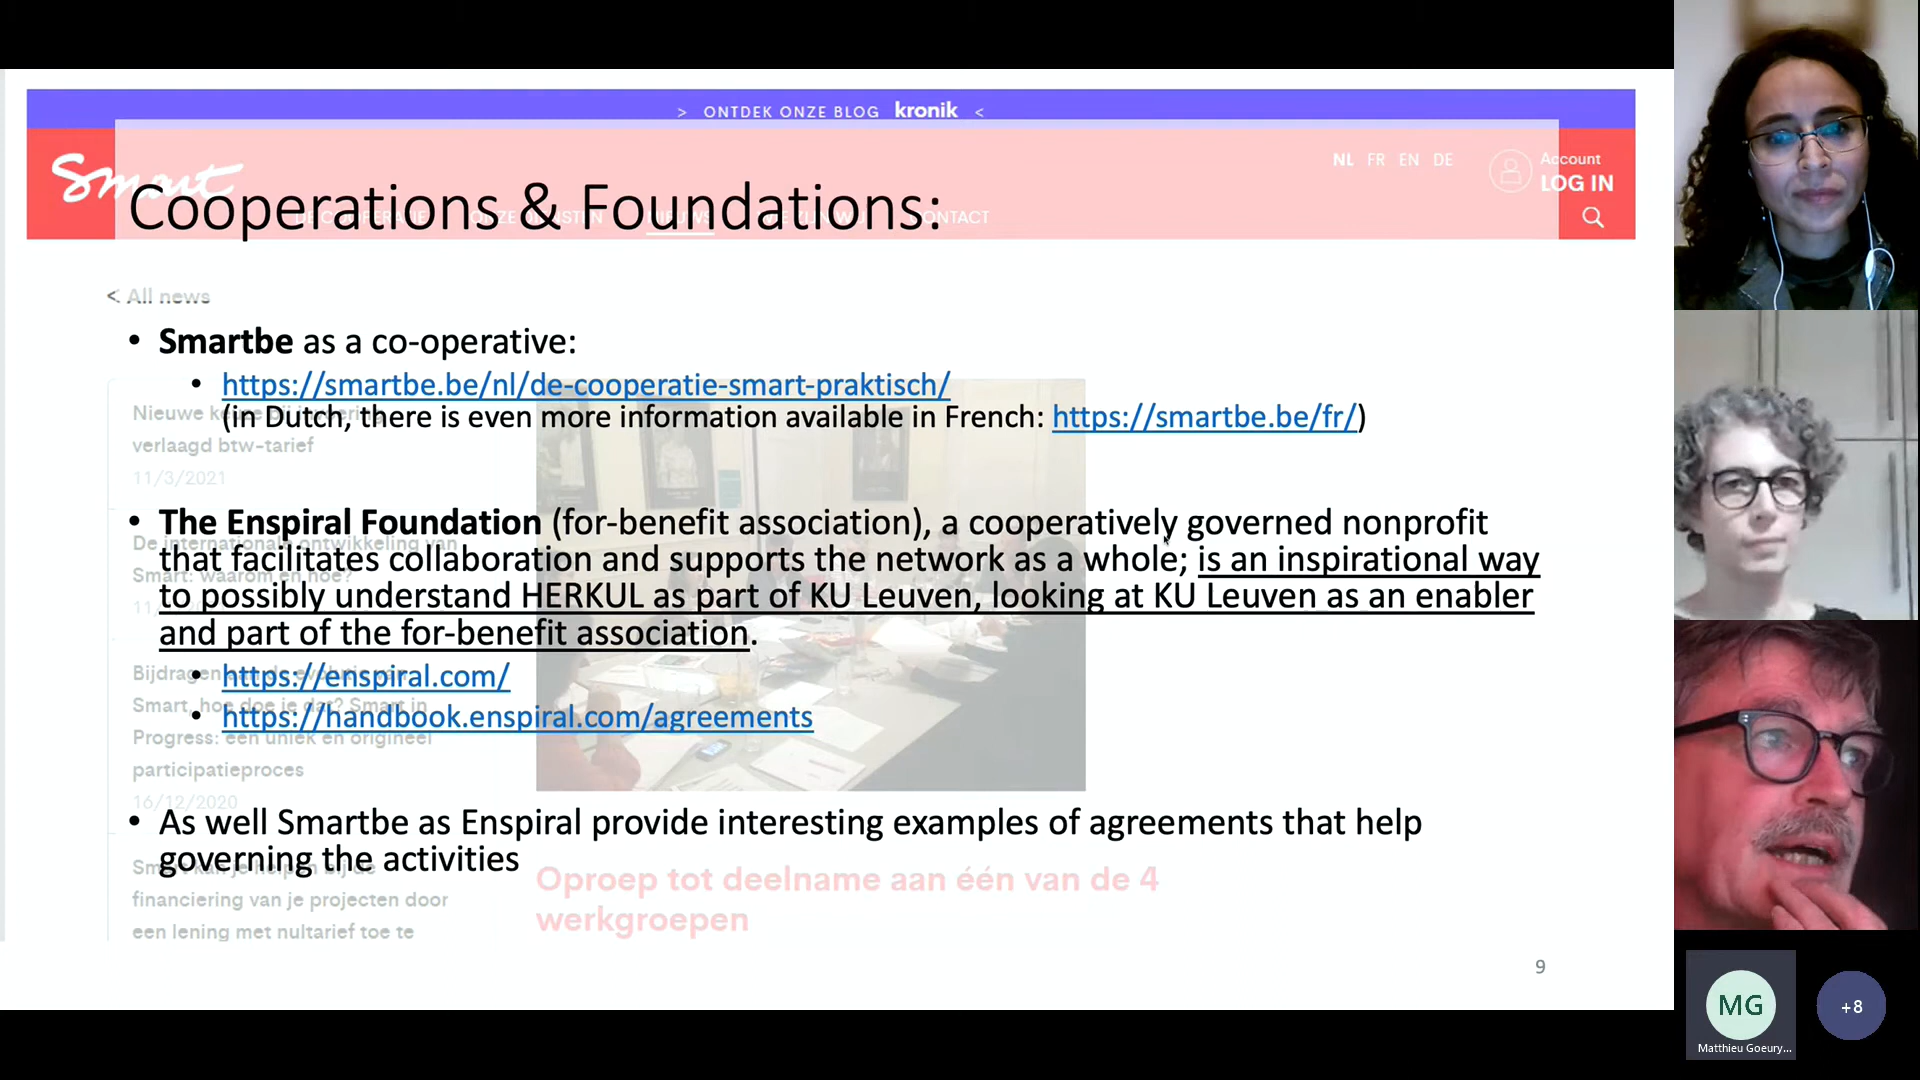 > ONTDEK ONZE BLOG kronik <
Smart
NL FR EN DE
Account
LOG IN
CONTACT
Cooperations & Foundations:
< All news
• Smartbe as a co-operative:
• https://smartbe.be/nl/de-cooperatie-smart-praktisch/
(in Dutch, there is even more information available in French: https://smartbe.be/fr/)
Nieuwe
verlaagd btw-tarief
11/3/2021
• The Enspiral Foundation (for-benefit association), a cooperatively governed nonprofit
that facilitates collaboration and supports the network as a whole; is an inspirational way
to possibly understand HERKUL as part of KU Leuven, looking at KU Leuven as an enabler
and part of the for-benefit association.
De internationale ontwikkeling van
Smart: waarom en hoe?
• https://enspiral.com/
• https://handbook.enspiral.com/agreements
Bijdragen
Smart, hoe doe je dat? Smart in
Progress: een uniek en origineel
participatieproces
16/12/2020
• As well Smartbe as Enspiral provide interesting examples of agreements that help
governing the activities
Smart kan je helpen bij de
financiering van je projecten door
een lening met nultarief toe te
Oproep tot deelname aan één van de 4
werkgroepen
9
MG
Matthieu Goeury...
+8